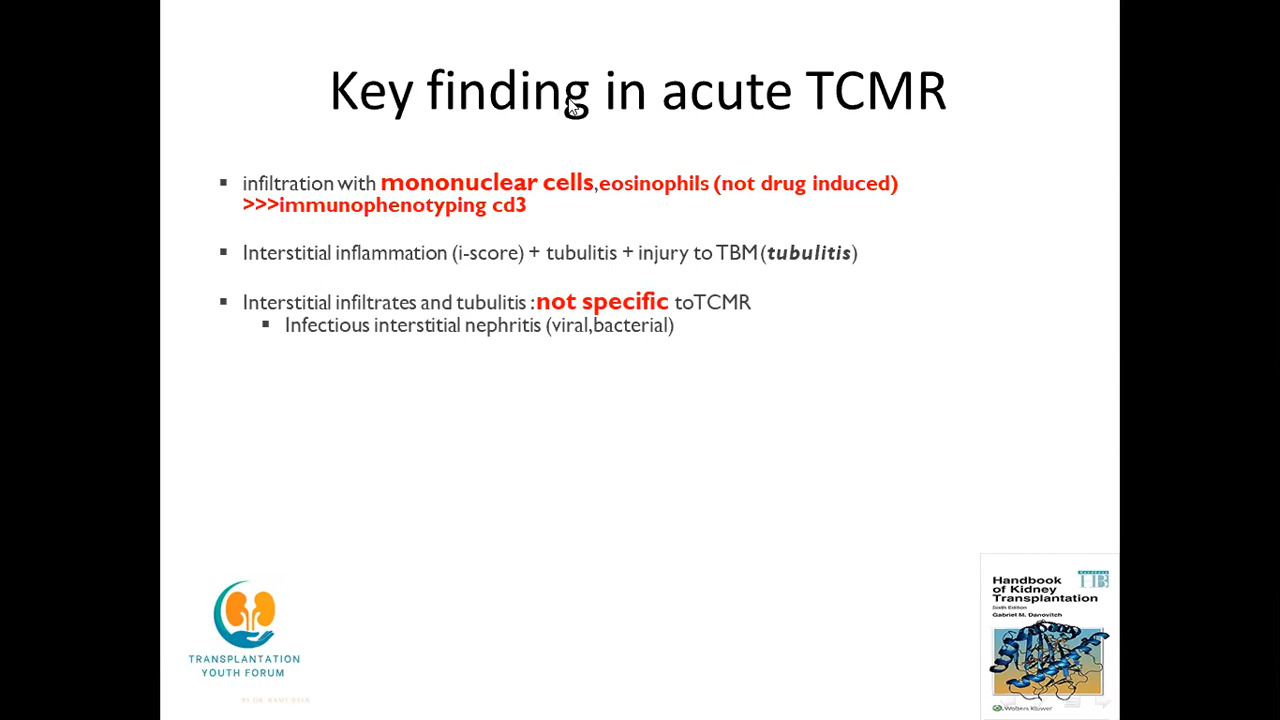 Key finding in acute TCMR
▪ infiltration with mononuclear cells,eosinophils (not drug induced)
>>>immunophenotyping cd3
▪ Interstitial inflammation (i-score) + tubulitis + injury to TBM(tubulitis)
▪ Interstitial infiltrates and tubulitis :not specific toTCMR
▪ Infectious interstitial nephritis (viral,bacterial)
TRANSPLANTATION
YOUTH FORUM
Handbook
of Kidney
Transplantation
Sixth Edition
Gabriel M. Danovitch
Wolters Kluwer